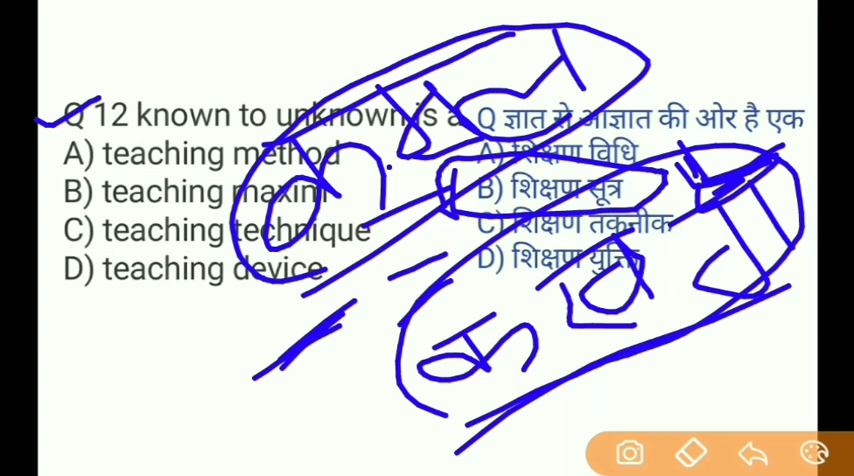 Q 12 known to unknown is a
A) teaching method
B) teaching maxim
C) teaching technique
D) teaching device
Q ज्ञात से आज्ञात की ओर है एक
A) शिक्षण विधि
B) शिक्षण सूत्र
C) शिक्षण तकनीक
D) शिक्षण युक्ति